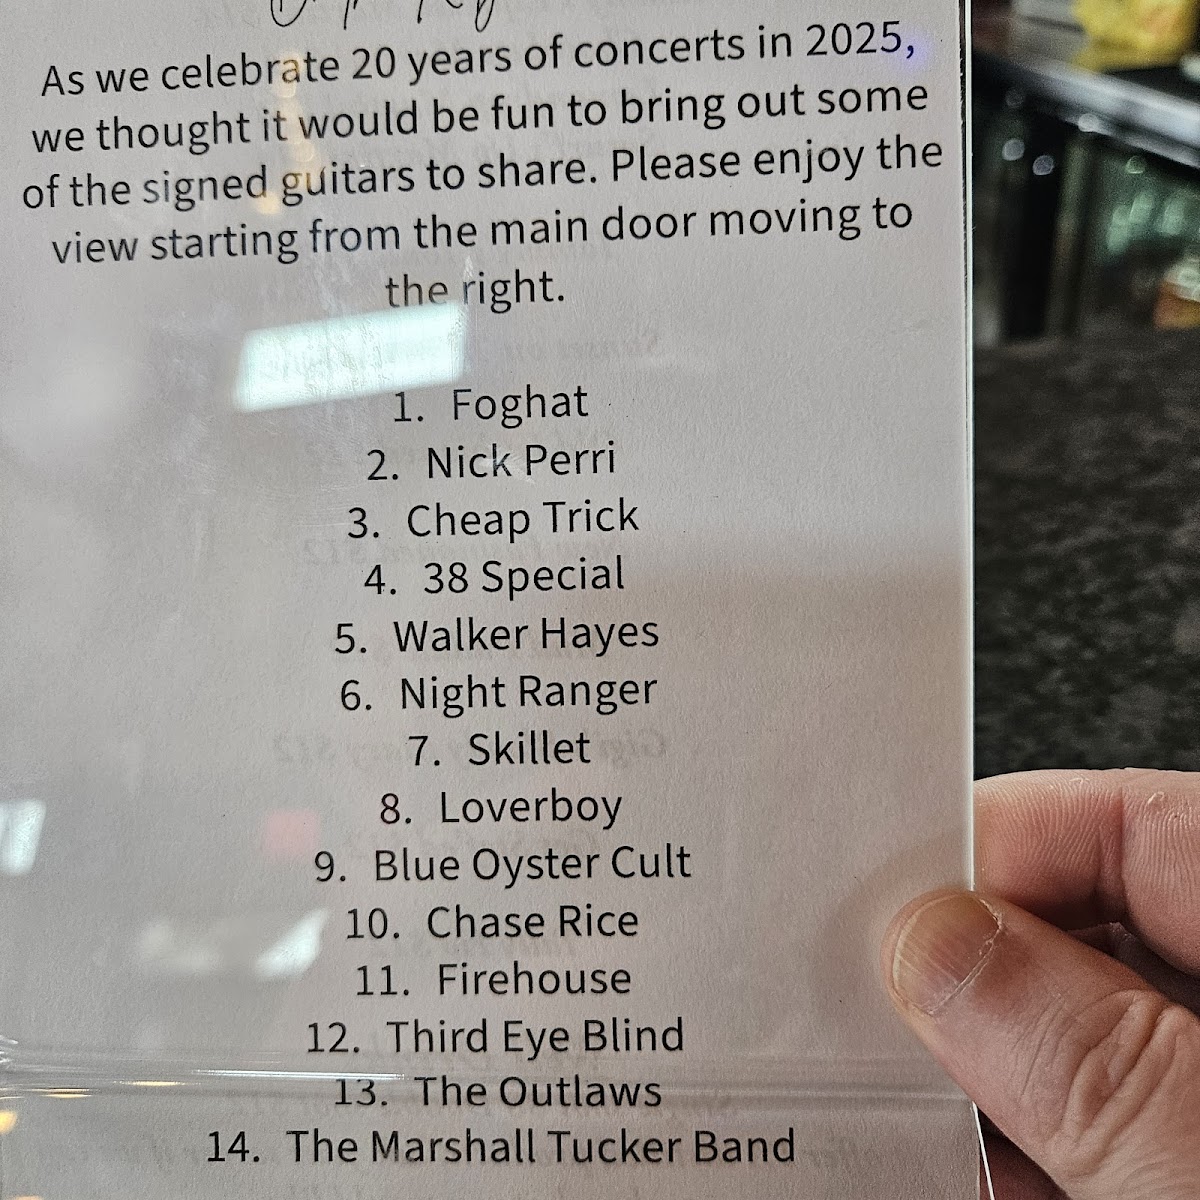 As we celebrate 20 years of concerts in 2025,
we thought it would be fun to bring out some
of the signed guitars to share. Please enjoy the
view starting from the main door moving to
the right.
1. Foghat
2. Nick Perri
3. Cheap Trick
4. 38 Special
5. Walker Hayes
6. Night Ranger
7. Skillet
8. Loverboy
9. Blue Oyster Cult
10. Chase Rice
11. Firehouse
12. Third Eye Blind
13. The Outlaws
14. The Marshall Tucker Band